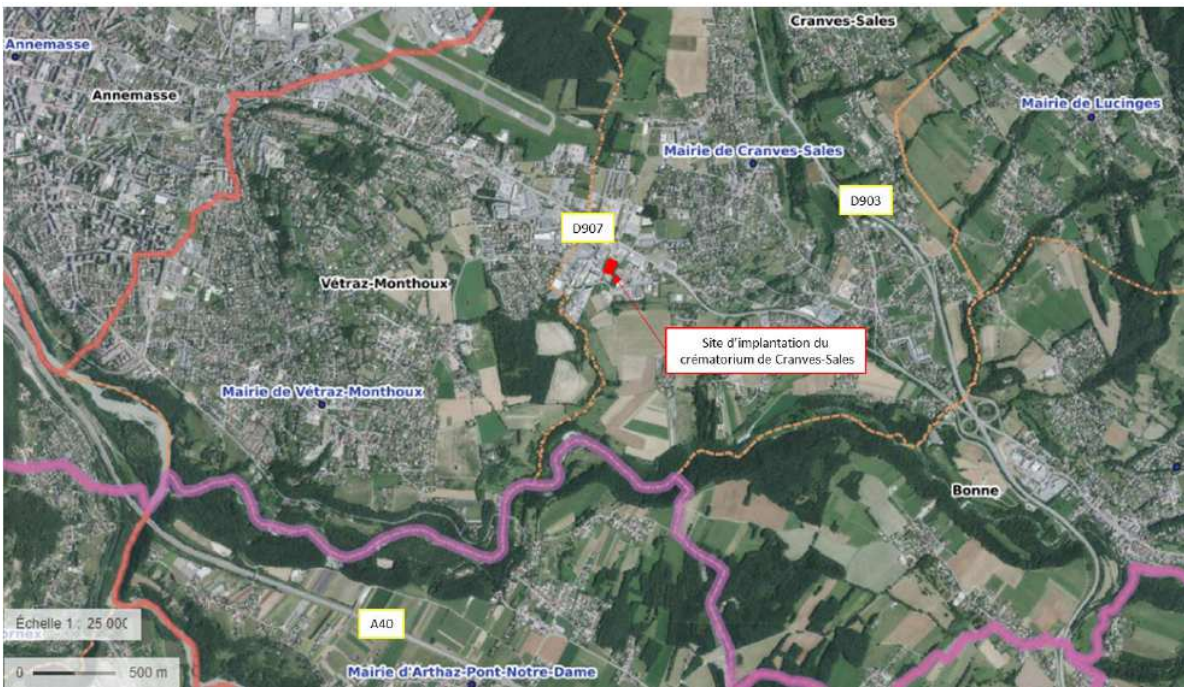 Cranves-Sales
Annemasse
Annemasse
Mairie de Lucinges
Mairie de Cranves-Sales
D903
D907
Vétraz-Monthoux
Site d'implantation du
crématorium de Cranves-Sales
Mairie de Vétraz-Monthoux
Bonne
Échelle 1 : 25 000
A40
0
500 m
Mairie d'Arthaz-Pont-Notre-Dame